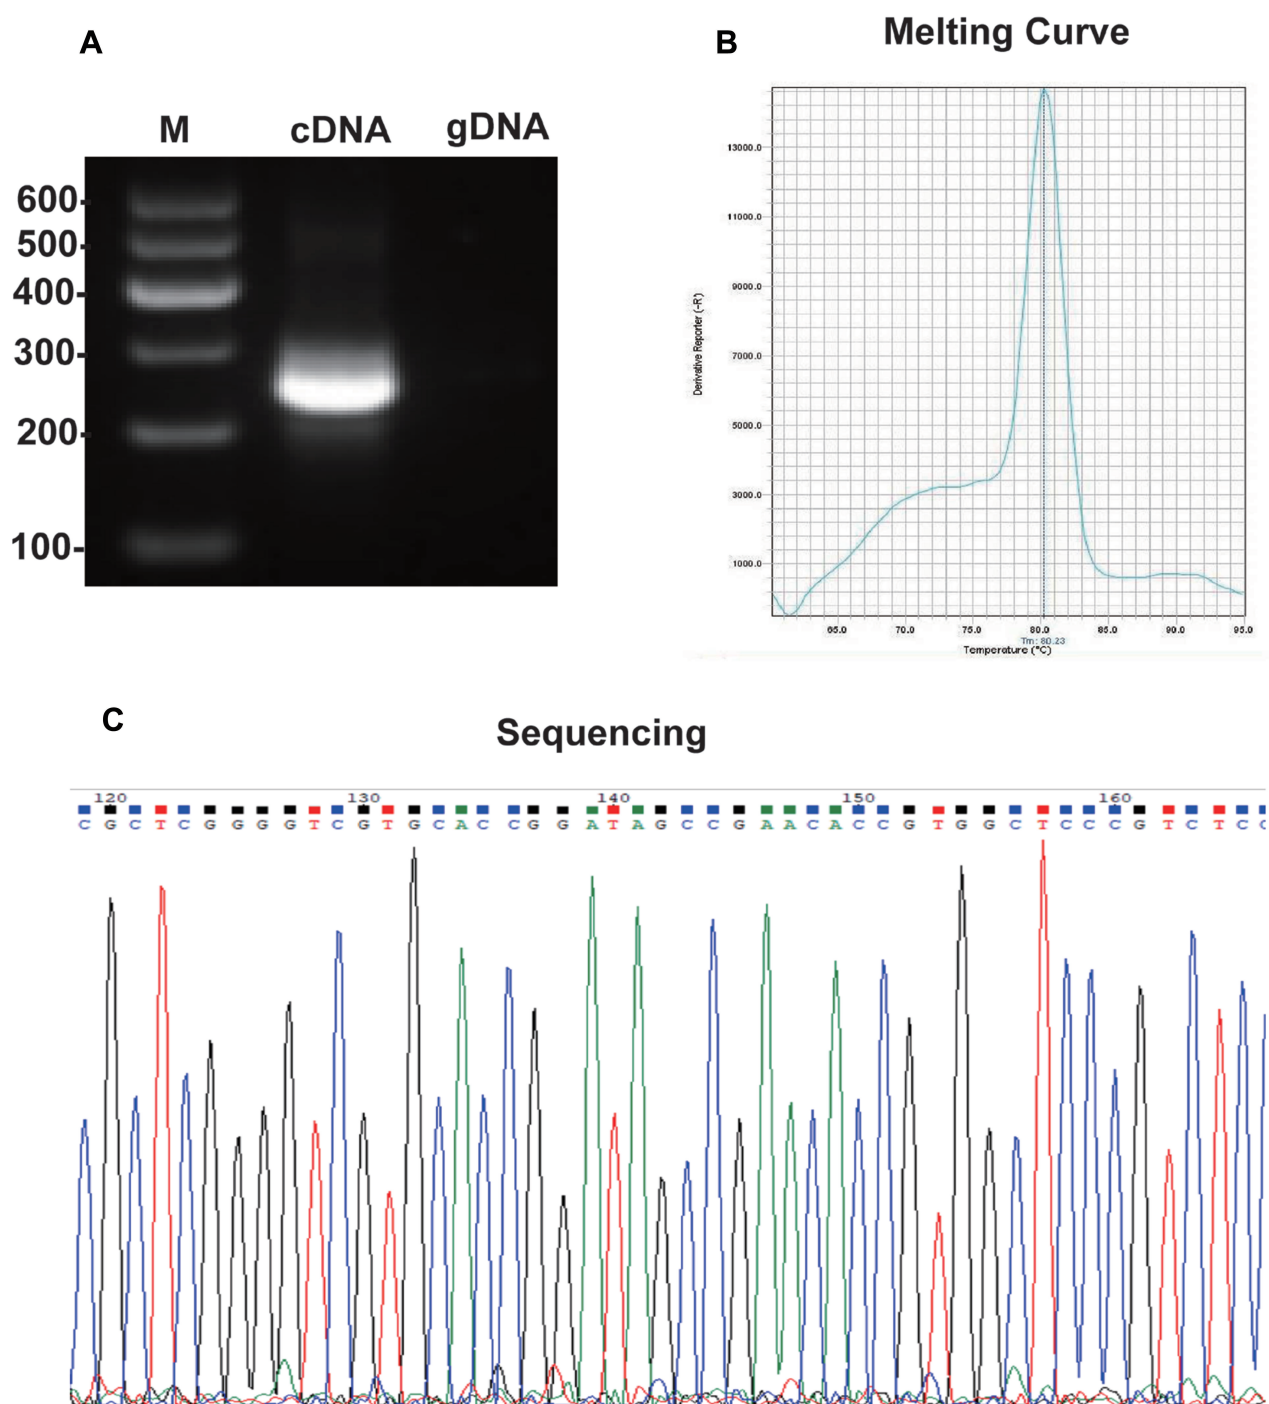 A
M cDNA gDNA
600
500
400
300
200
100
B
Melting Curve
Derivative Reporter (-R)
13000.0
11000.0
9000.0
7000.0
5000.0
3000.0
1000.0
65.0 70.0 75.0 80.0 85.0 90.0 95.0
Tm: 80.23
Temperature (°C)
C
Sequencing
120 130 140 150 160
C G C T C G G G G T C G T G C A C C G G A T A G C C G A A C A C C G T G G C T C C C G T C T C C